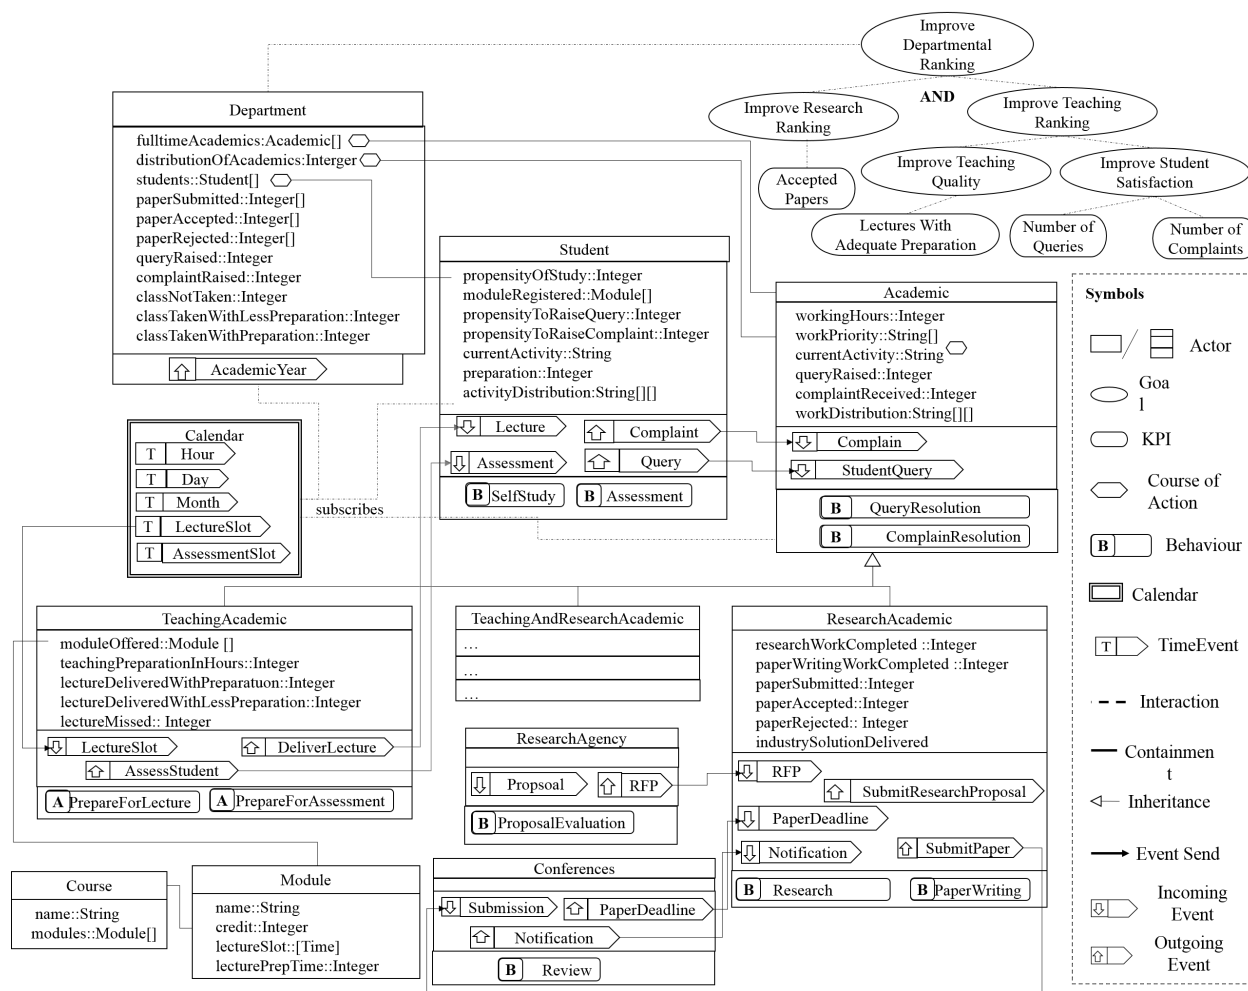 Improve
Departmental
Ranking
AND
Improve Research
Ranking
Improve Teaching
Ranking
Accepted
Papers
Improve Teaching
Quality
Improve Student
Satisfaction
Lectures With
Adequate Preparation
Number of
Queries
Number of
Complaints
Department
fulltimeAcademics:Academic[]
distributionOfAcademics:Interger
students::Student[]
paperSubmitted::Integer[]
paperAccepted::Integer[]
paperRejected::Integer[]
queryRaised::Integer
complaintRaised::Integer
classNotTaken::Integer
classTakenWithLessPreparation::Integer
classTakenWithPreparation::Integer
AcademicYear
Student
propensityOfStudy::Integer
moduleRegistered::Module[]
propensityToRaiseQuery::Integer
propensityToRaiseComplaint::Integer
currentActivity::String
preparation::Integer
activityDistribution:String[][]
Lecture
Complaint
Assessment
Query
B SelfStudy
B Assessment
Academic
workingHours::Integer
workPriority::String[]
currentActivity::String
queryRaised::Integer
complaintReceived::Integer
workDistribution:String[][]
Complain
StudentQuery
B QueryResolution
B ComplainResolution
Calendar
T Hour
T Day
T Month
T LectureSlot
T AssessmentSlot
subscribes
TeachingAcademic
moduleOffered::Module []
teachingPreparationInHours::Integer
lectureDeliveredWithPreparatuon::Integer
lectureDeliveredWithLessPreparation::Integer
lectureMissed:: Integer
LectureSlot
DeliverLecture
AssessStudent
A PrepareForLecture
A PrepareForAssessment
TeachingAndResearchAcademic
...
...
...
ResearchAcademic
researchWorkCompleted ::Integer
paperWritingWorkCompleted ::Integer
paperSubmitted::Integer
paperAccepted::Integer
paperRejected:: Integer
industrySolutionDelivered
RFP
SubmitResearchProposal
PaperDeadline
Notification
SubmitPaper
B Research
B PaperWriting
ResearchAgency
Propsoal
RFP
B ProposalEvaluation
Conferences
Submission
PaperDeadline
Notification
B Review
Course
name::String
modules::Module[]
Module
name::String
credit::Integer
lectureSlot::[Time]
lecturePrepTime::Integer
Symbols
Actor
Goa
l
KPI
Course of
Action
B Behaviour
Calendar
T TimeEvent
Interaction
Containmen
t
Inheritance
Event Send
Incoming
Event
Outgoing
Event